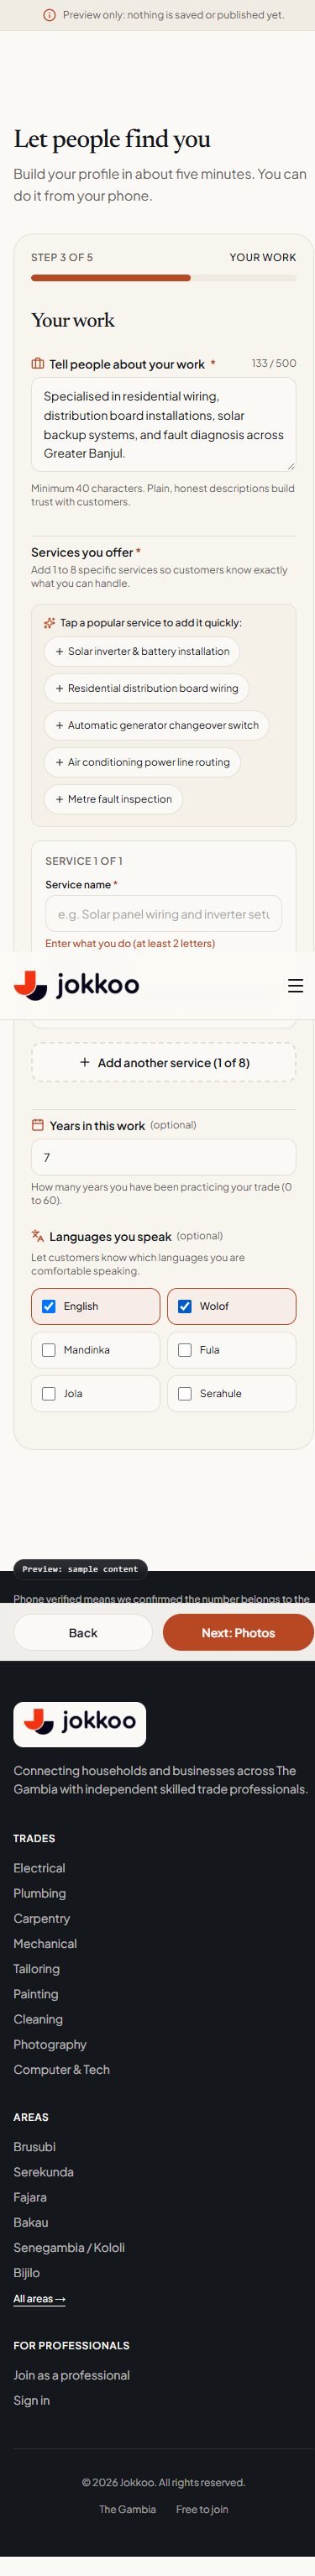 Preview only: nothing is saved or published yet.
Let people find you
Build your profile in about five minutes. You can
do it from your phone.
STEP 3 OF 5
YOUR WORK
Your work
Tell people about your work *
133 / 500
Specialised in residential wiring,
distribution board installations, solar
backup systems, and fault diagnosis across
Greater Banjul.
Minimum 40 characters. Plain, honest descriptions build
trust with customers.
Services you offer *
Add 1 to 8 specific services so customers know exactly
what you can handle.
Tap a popular service to add it quickly:
+ Solar inverter & battery installation
+ Residential distribution board wiring
+ Automatic generator changeover switch
+ Air conditioning power line routing
+ Metre fault inspection
SERVICE 1 OF 1
Service name *
e.g. Solar panel wiring and inverter setu
Enter what you do (at least 2 letters)
jokkoo
+ Add another service (1 of 8)
Years in this work (optional)
7
How many years you have been practicing your trade (0
to 60).
Languages you speak (optional)
Let customers know which languages you are
comfortable speaking.
English
Wolof
Mandinka
Fula
Jola
Serahule
Preview: sample content
Phone verified means we confirmed the number belongs to the
Back
Next: Photos
jokkoo
Connecting households and businesses across The
Gambia with independent skilled trade professionals.
TRADES
Electrical
Plumbing
Carpentry
Mechanical
Tailoring
Painting
Cleaning
Photography
Computer & Tech
AREAS
Brusubi
Serekunda
Fajara
Bakau
Senegambia / Kololi
Bijilo
All areas →
FOR PROFESSIONALS
Join as a professional
Sign in
© 2026 Jokkoo. All rights reserved.
The Gambia
Free to join